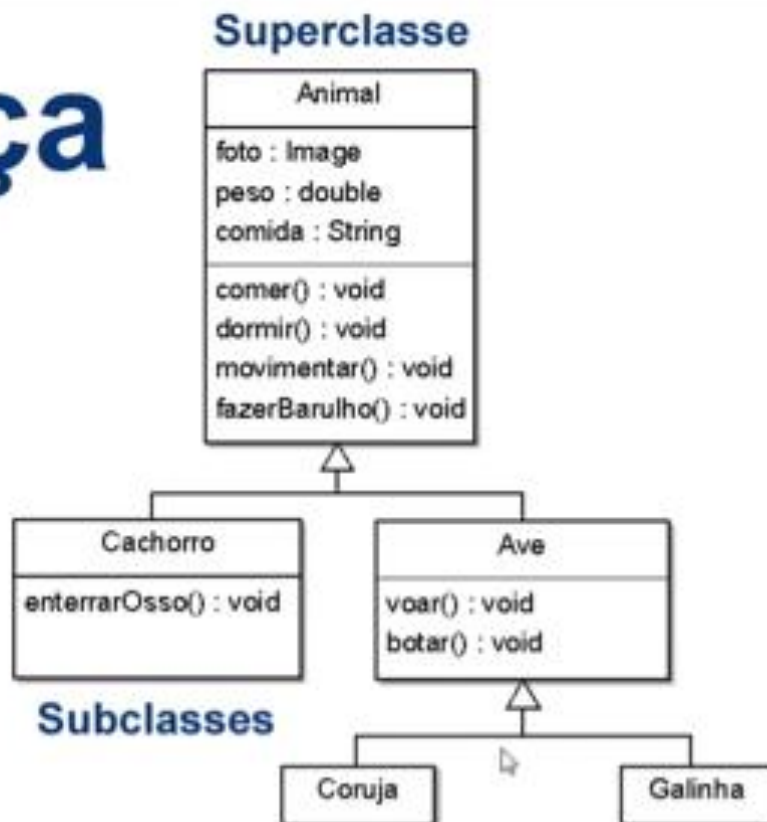 Superclasse
ça
Animal
foto : Image
peso : double
comida : String
comer() : void
dormir() : void
movimentar() : void
fazerBarulho() : void
Cachorro
enterrarOsso() : void
Ave
voar() : void
botar() : void
Subclasses
Coruja
Galinha